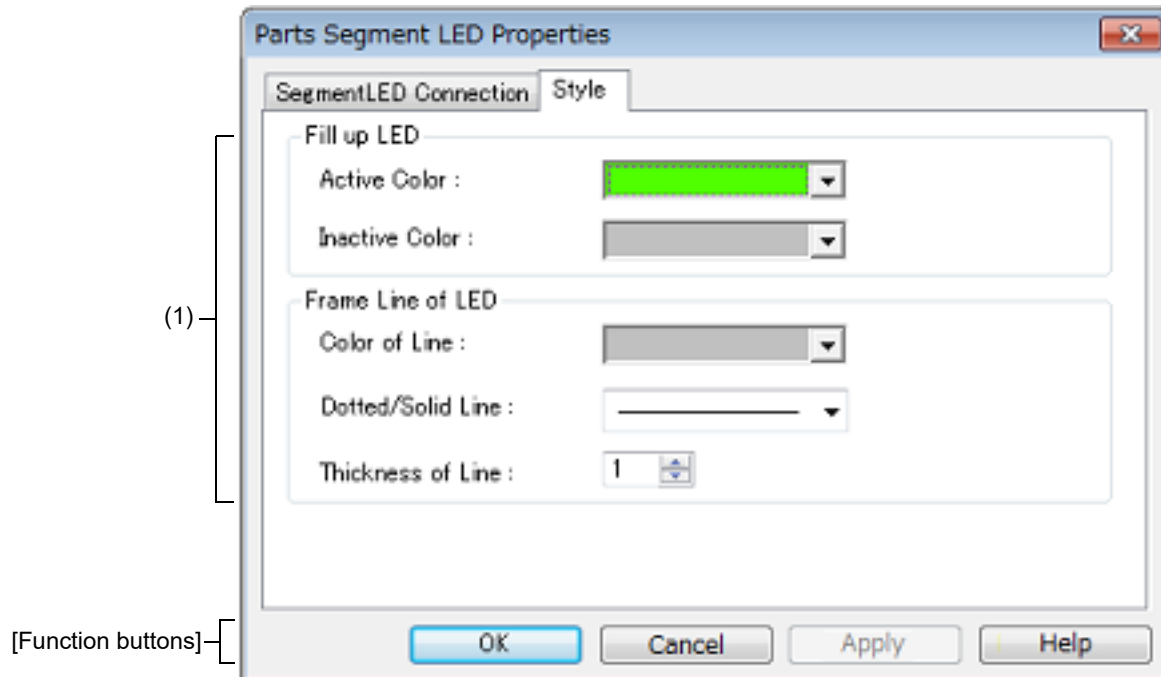 Parts Segment LED Properties
SegmentLED Connection Style
Fill up LED
Active Color :
Inactive Color :
(1)
Frame Line of LED
Color of Line :
Dotted/Solid Line :
Thickness of Line : 1
[Function buttons]
OK Cancel Apply Help